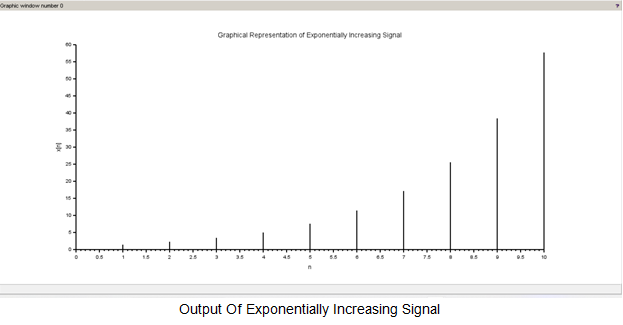 Graphic window number 0 ?
Graphical Representation of Exponentially Increasing Signal
60
55
50
45
40
35
30
25
20
15
10
5
0
x[n]
0 0.5 1 1.5 2 2.5 3 3.5 4 4.5 5 5.5 6 6.5 7 7.5 8 8.5 9 9.5 10
n
Output Of Exponentially Increasing Signal